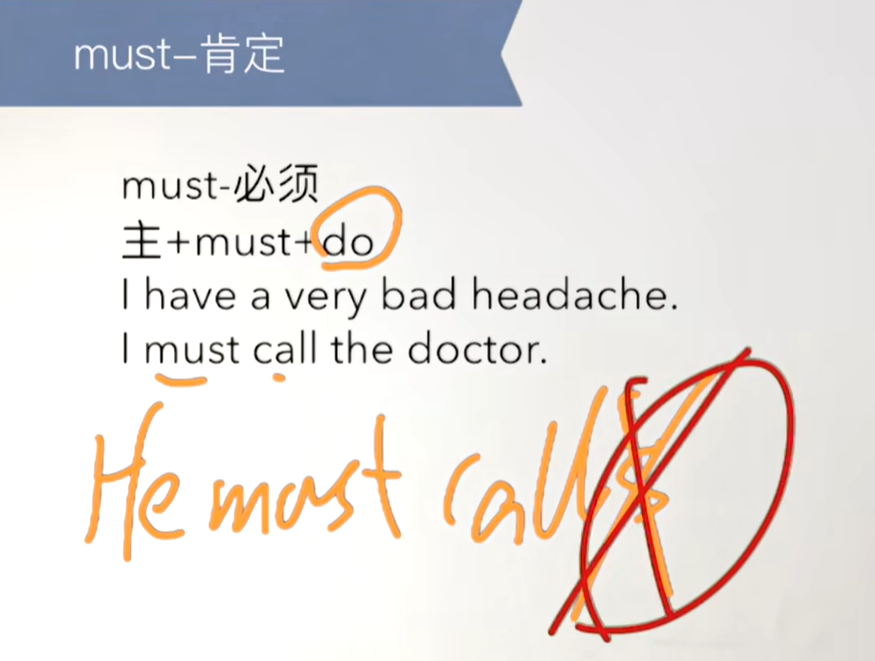 must–肯定
must-必须
主+must+do
I have a very bad headache.
I must call the doctor.
He must call